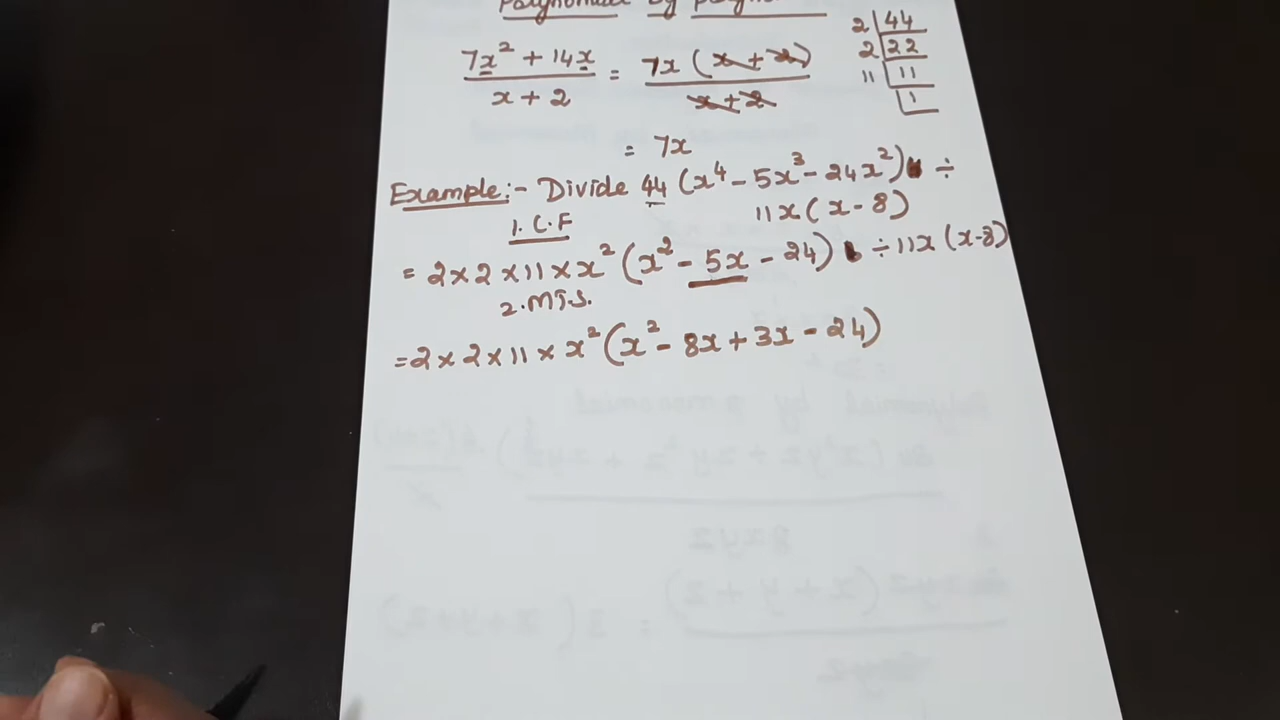 Polynomial by
7x² + 14x / x + 2 = 7x (x + 2) / x + 2
= 7x
2 | 44
2 | 22
11 | 11
1
Example:- Divide 44 (x⁴ - 5x³ - 24x²) ÷
11x (x - 8)
1. C.F
= 2 × 2 × 11 × x² (x² - 5x - 24) ÷ 11x (x-8)
2. M.T.S.
= 2 × 2 × 11 × x² (x² - 8x + 3x - 24)